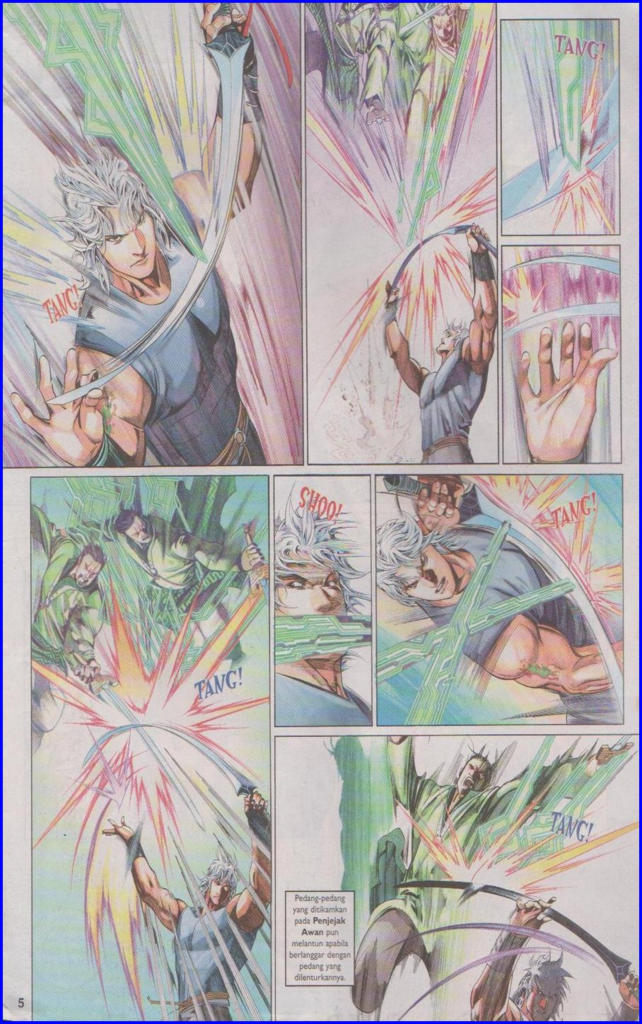 TANG!
TANG!
TANG!
SHOO!
TANG!
TANG!
Pedang-pedang
yang ditikamkan
pada Penjejak
Awan pun
melantun apabila
berlanggar dengan
pedang yang
dilenturkannya.
5